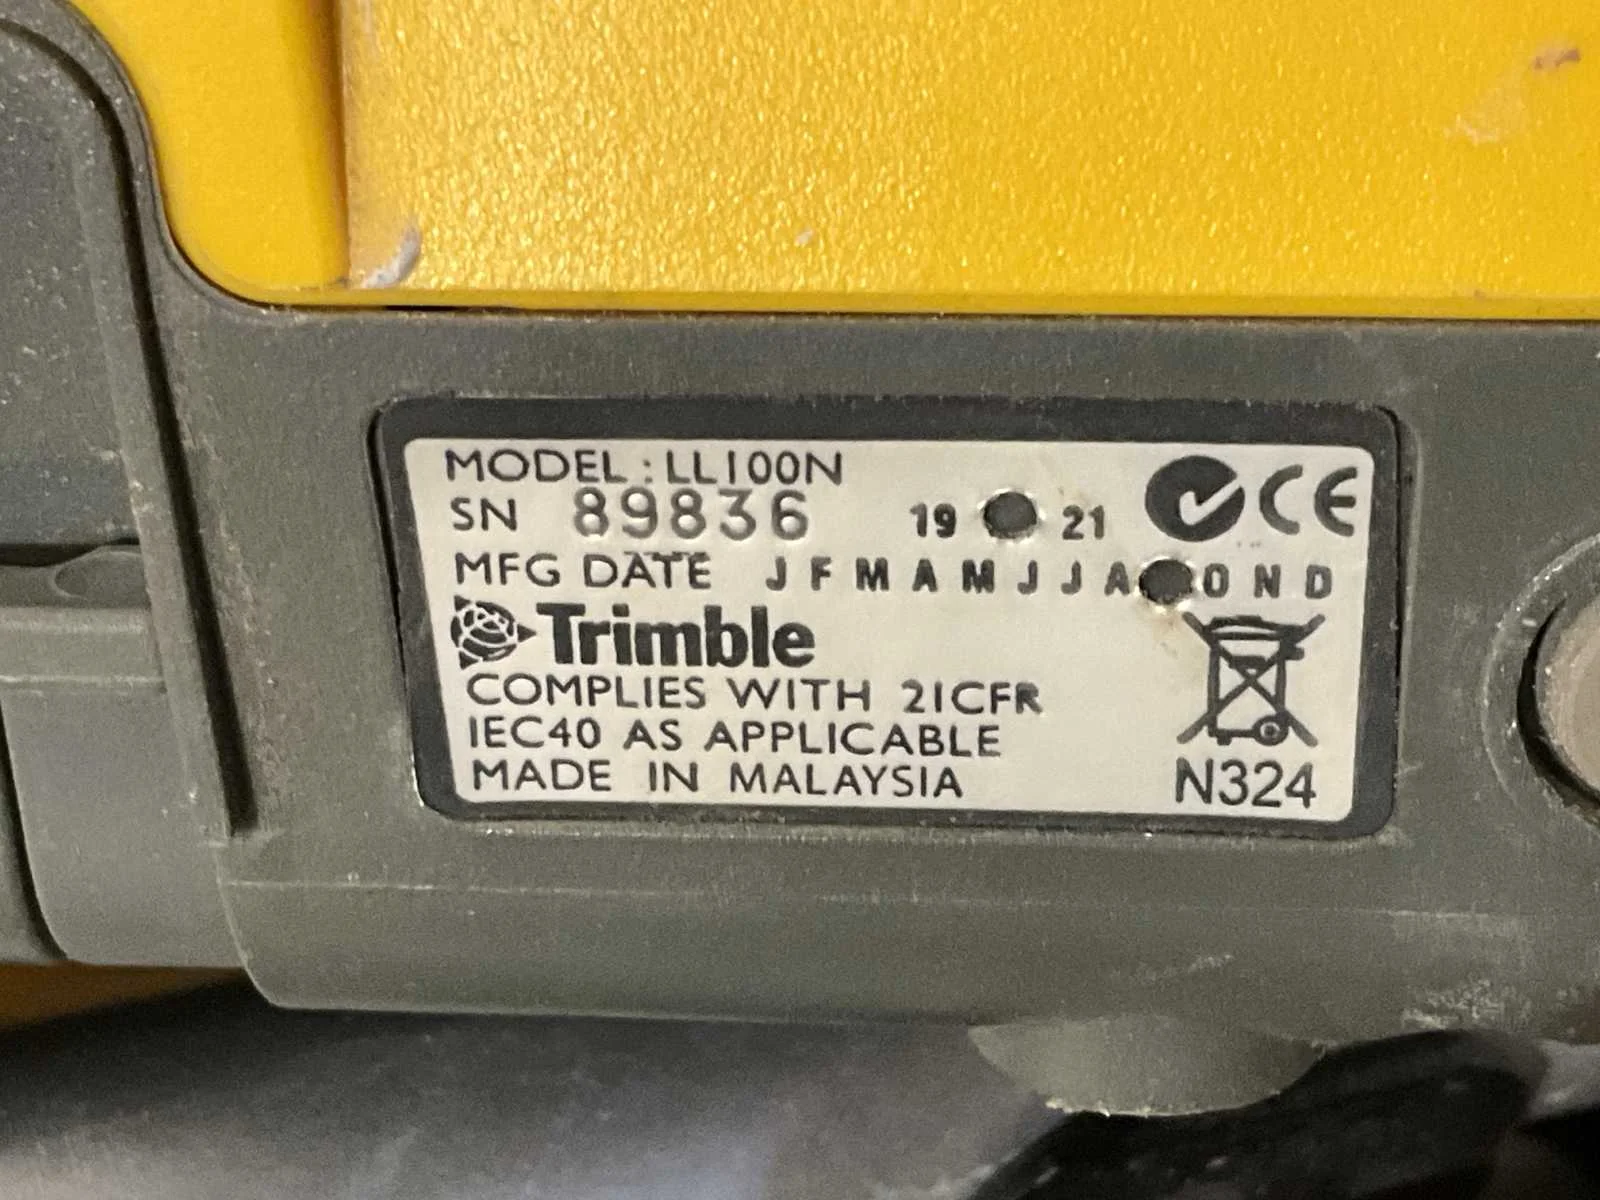 MODEL: LL100N
SN 89836 19 21 CE
MFG DATE J F M A M J J A O N D
Trimble
COMPLIES WITH 21CFR
IEC40 AS APPLICABLE
MADE IN MALAYSIA
N324